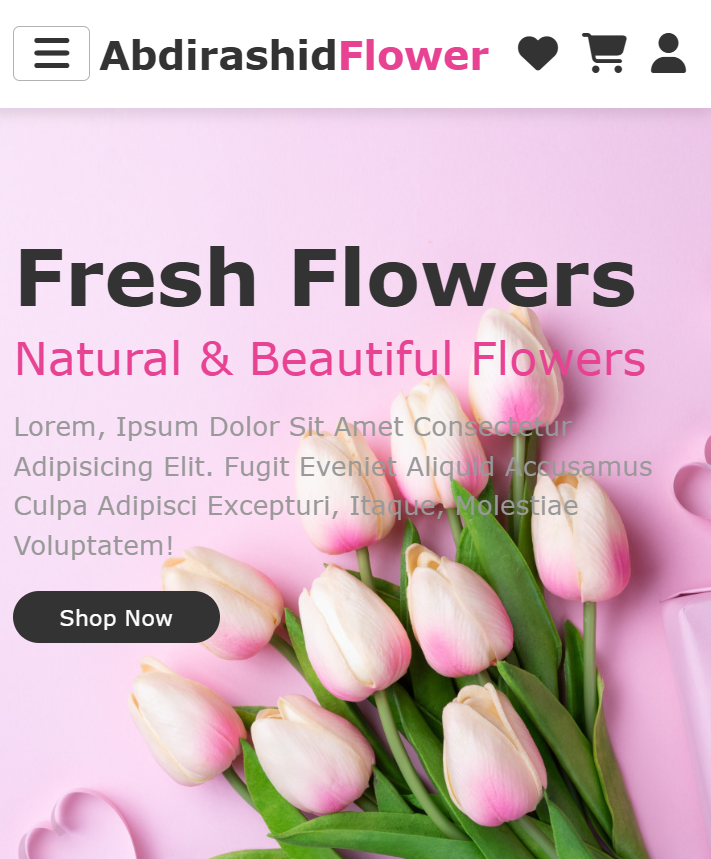 AbdirashidFlower
Fresh Flowers
Natural & Beautiful Flowers
Lorem, Ipsum Dolor Sit Amet Consectetur
Adipisicing Elit. Fugit Eveniet Aliquid Accusamus
Culpa Adipisci Excepturi, Itaque, Molestiae
Voluptatem!
Shop Now